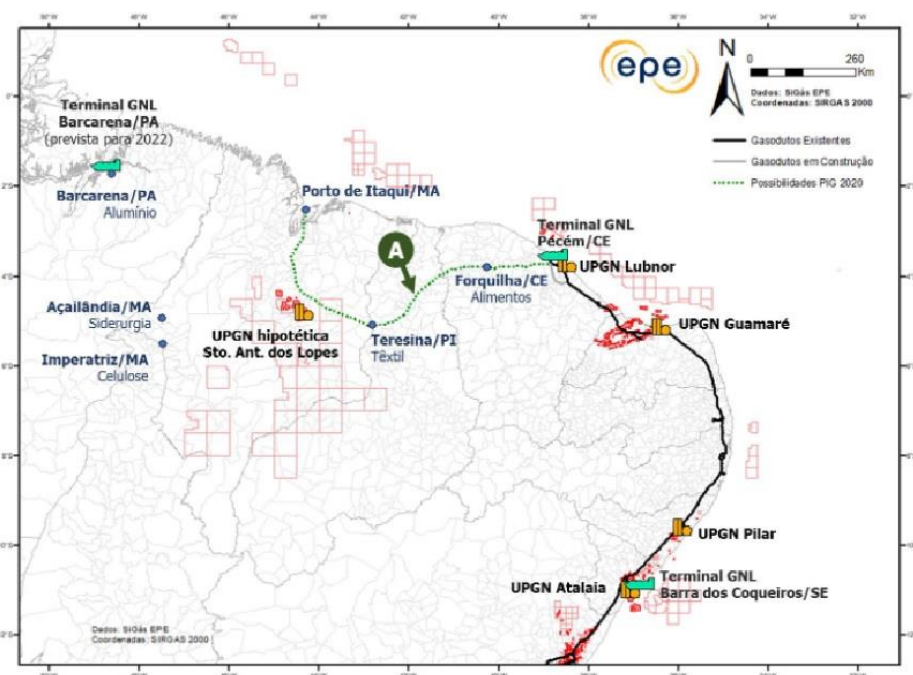 epe
N
0 260
Km
Dados: SIGás EPE
Coordenadas: SIRGAS 2000
Gasodutos Existentes
Gasodutos em Construção
Possibilidades PIG 2020
Terminal GNL
Barcarena/PA
(prevista para 2022)
Barcarena/PA
Alumínio
Porto de Itaqui/MA
A
Terminal GNL
Pécém/CE
UPGN Lubnor
Forquilha/CE
Alimentos
Açailândia/MA
Siderurgia
UPGN hipotética
Sto. Ant. dos Lopes
Teresina/PI
Têxtil
UPGN Guamaré
Imperatriz/MA
Celulose
UPGN Pilar
UPGN Atalaia
Terminal GNL
Barra dos Coqueiros/SE
Dados: SIGás EPE
Coordenadas: SIRGAS 2000